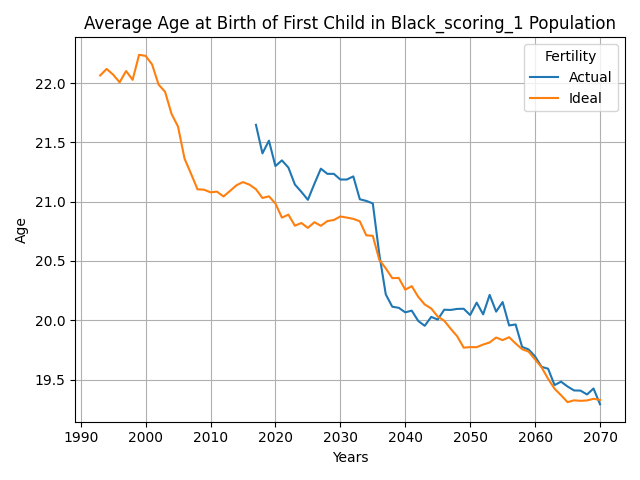 Average Age at Birth of First Child in Black_scoring_1 Population
Fertility
Actual
Ideal
22.0
21.5
21.0
20.5
20.0
19.5
Age
1990 2000 2010 2020 2030 2040 2050 2060 2070
Years